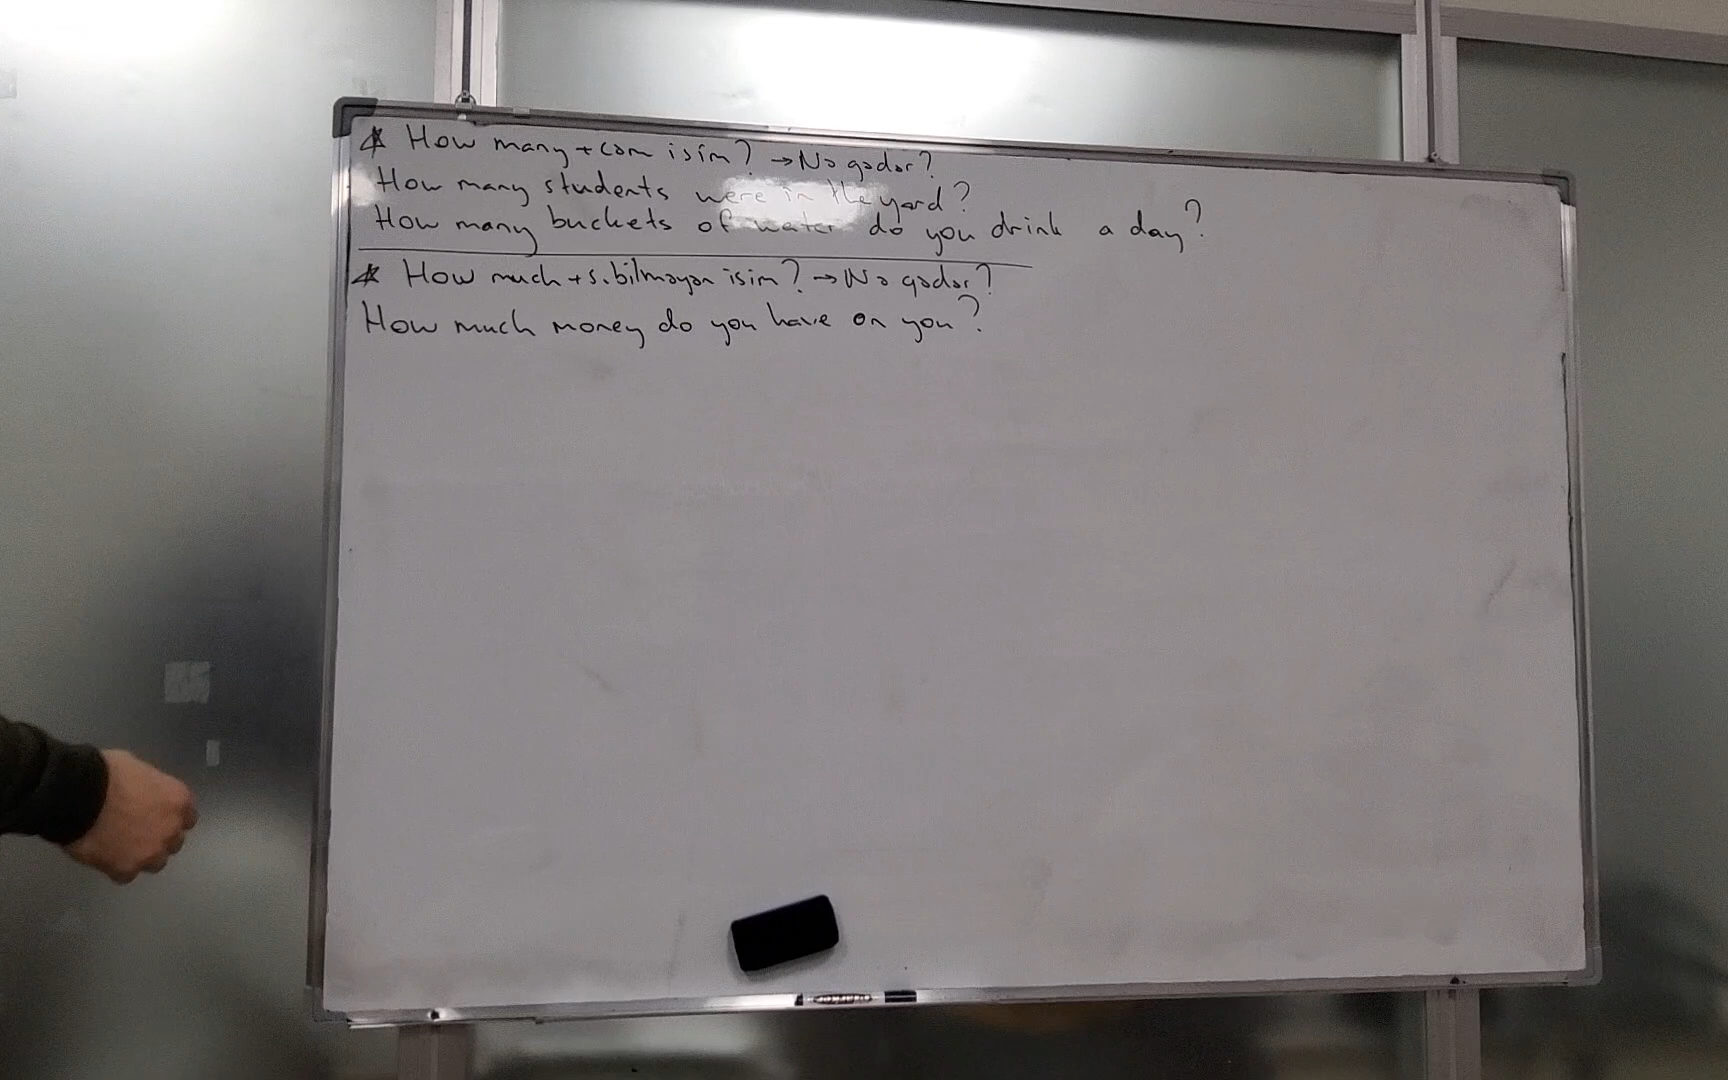 * How many + cəm isim? → Nə qədər?
How many students were in the yard?
How many buckets of water do you drink a day?
* How much + s.bilməyən isim? → Nə qədər?
How much money do you have on you?